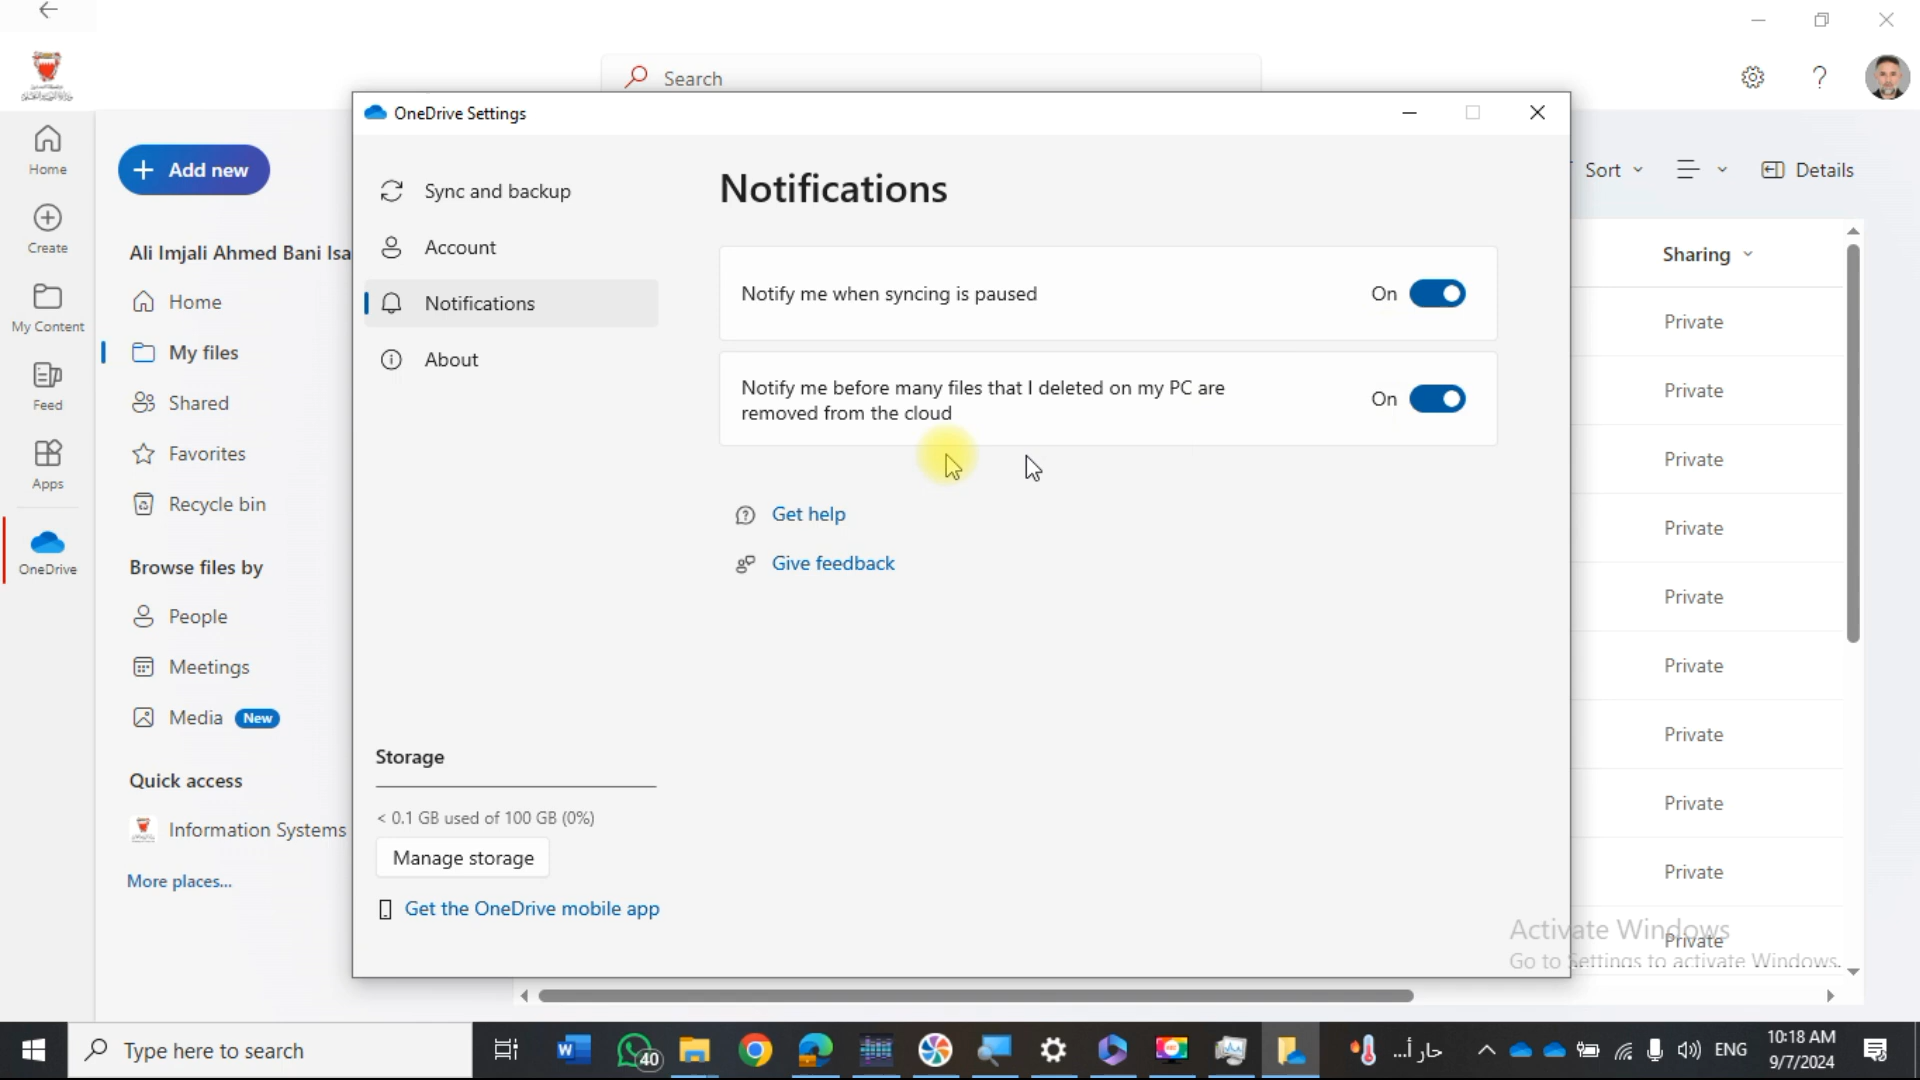 Search
OneDrive Settings
Home
Create
My Content
Feed
Apps
OneDrive
Add new
Ali Imjali Ahmed Bani Isa
Home
My files
Shared
Favorites
Recycle bin
Browse files by
People
Meetings
Media New
Quick access
Information Systems
More places...
Sync and backup
Account
Notifications
About
Storage
< 0.1 GB used of 100 GB (0%)
Manage storage
Get the OneDrive mobile app
Notifications
Notify me when syncing is paused
On
Notify me before many files that I deleted on my PC are
removed from the cloud
On
Get help
Give feedback
Sort
Details
Sharing
Private
Private
Private
Private
Private
Private
Private
Private
Private
Private
Activate Windows
Go to Settings to activate Windows.
Type here to search
40
حار أ...
ENG
10:18 AM
9/7/2024